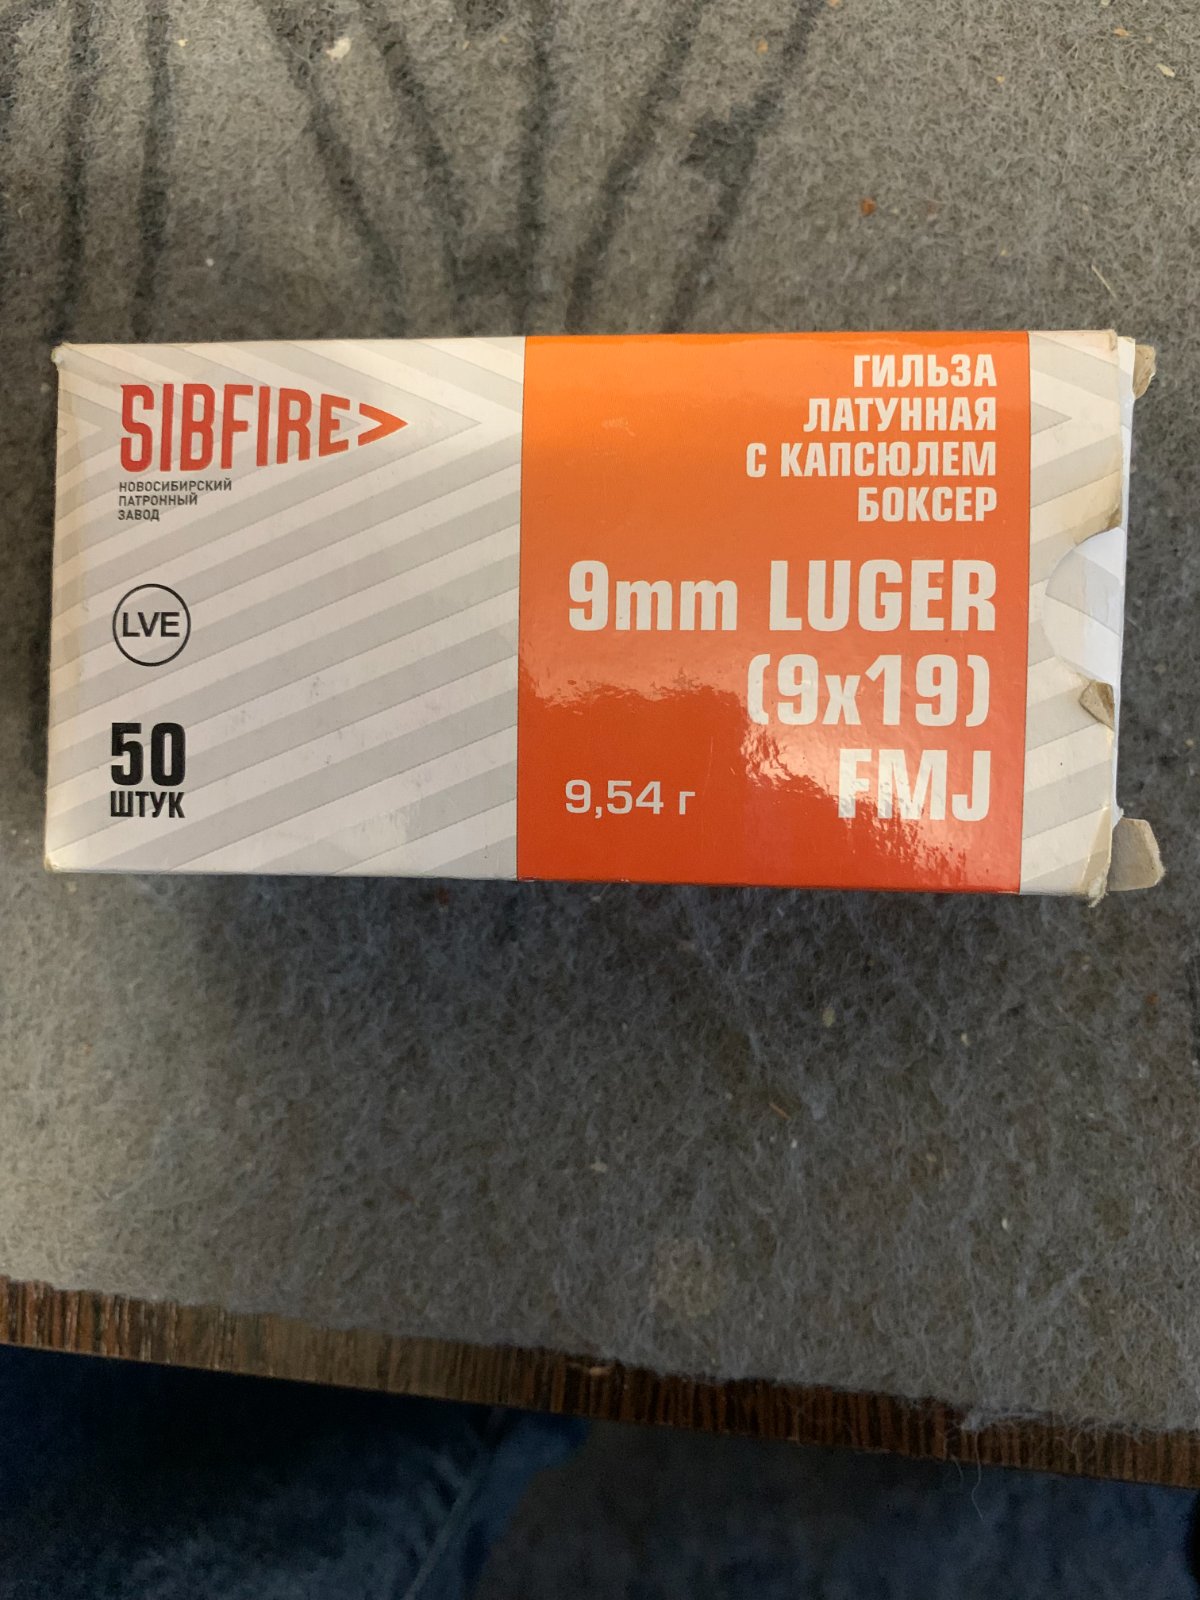 SIBFIRE
НОВОСИБИРСКИЙ
ПАТРОННЫЙ
ЗАВОД
LVE
50
ШТУК
ГИЛЬЗА
ЛАТУННАЯ
С КАПСЮЛЕМ
БОКСЕР
9mm LUGER
(9x19)
9,54 г
FMJ